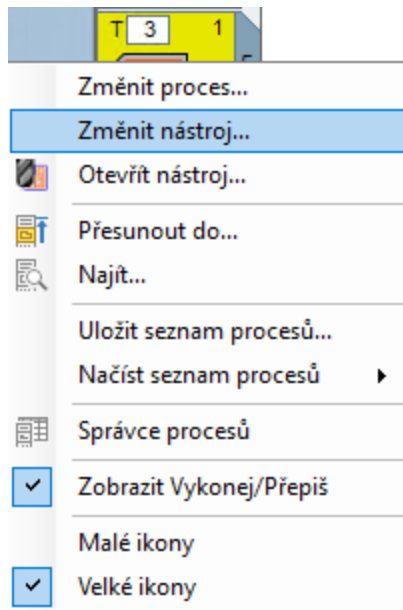 T 3 1
Změnit proces...
Změnit nástroj...
Otevřít nástroj...
Přesunout do...
Najít...
Uložit seznam procesů...
Načíst seznam procesů
Správce procesů
Zobrazit Vykonej/Přepiš
Malé ikony
Velké ikony